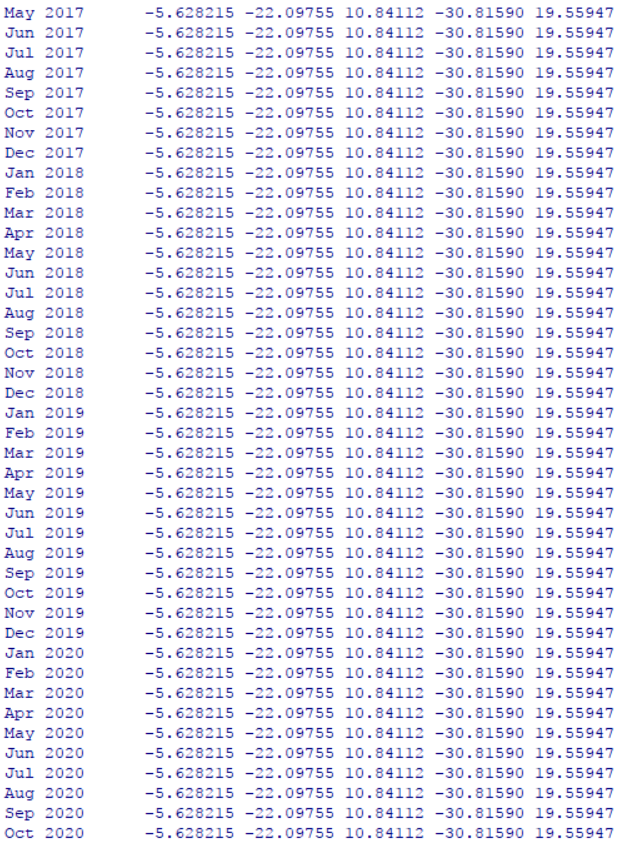 May 2017 -5.628215 -22.09755 10.84112 -30.81590 19.55947
Jun 2017 -5.628215 -22.09755 10.84112 -30.81590 19.55947
Jul 2017 -5.628215 -22.09755 10.84112 -30.81590 19.55947
Aug 2017 -5.628215 -22.09755 10.84112 -30.81590 19.55947
Sep 2017 -5.628215 -22.09755 10.84112 -30.81590 19.55947
Oct 2017 -5.628215 -22.09755 10.84112 -30.81590 19.55947
Nov 2017 -5.628215 -22.09755 10.84112 -30.81590 19.55947
Dec 2017 -5.628215 -22.09755 10.84112 -30.81590 19.55947
Jan 2018 -5.628215 -22.09755 10.84112 -30.81590 19.55947
Feb 2018 -5.628215 -22.09755 10.84112 -30.81590 19.55947
Mar 2018 -5.628215 -22.09755 10.84112 -30.81590 19.55947
Apr 2018 -5.628215 -22.09755 10.84112 -30.81590 19.55947
May 2018 -5.628215 -22.09755 10.84112 -30.81590 19.55947
Jun 2018 -5.628215 -22.09755 10.84112 -30.81590 19.55947
Jul 2018 -5.628215 -22.09755 10.84112 -30.81590 19.55947
Aug 2018 -5.628215 -22.09755 10.84112 -30.81590 19.55947
Sep 2018 -5.628215 -22.09755 10.84112 -30.81590 19.55947
Oct 2018 -5.628215 -22.09755 10.84112 -30.81590 19.55947
Nov 2018 -5.628215 -22.09755 10.84112 -30.81590 19.55947
Dec 2018 -5.628215 -22.09755 10.84112 -30.81590 19.55947
Jan 2019 -5.628215 -22.09755 10.84112 -30.81590 19.55947
Feb 2019 -5.628215 -22.09755 10.84112 -30.81590 19.55947
Mar 2019 -5.628215 -22.09755 10.84112 -30.81590 19.55947
Apr 2019 -5.628215 -22.09755 10.84112 -30.81590 19.55947
May 2019 -5.628215 -22.09755 10.84112 -30.81590 19.55947
Jun 2019 -5.628215 -22.09755 10.84112 -30.81590 19.55947
Jul 2019 -5.628215 -22.09755 10.84112 -30.81590 19.55947
Aug 2019 -5.628215 -22.09755 10.84112 -30.81590 19.55947
Sep 2019 -5.628215 -22.09755 10.84112 -30.81590 19.55947
Oct 2019 -5.628215 -22.09755 10.84112 -30.81590 19.55947
Nov 2019 -5.628215 -22.09755 10.84112 -30.81590 19.55947
Dec 2019 -5.628215 -22.09755 10.84112 -30.81590 19.55947
Jan 2020 -5.628215 -22.09755 10.84112 -30.81590 19.55947
Feb 2020 -5.628215 -22.09755 10.84112 -30.81590 19.55947
Mar 2020 -5.628215 -22.09755 10.84112 -30.81590 19.55947
Apr 2020 -5.628215 -22.09755 10.84112 -30.81590 19.55947
May 2020 -5.628215 -22.09755 10.84112 -30.81590 19.55947
Jun 2020 -5.628215 -22.09755 10.84112 -30.81590 19.55947
Jul 2020 -5.628215 -22.09755 10.84112 -30.81590 19.55947
Aug 2020 -5.628215 -22.09755 10.84112 -30.81590 19.55947
Sep 2020 -5.628215 -22.09755 10.84112 -30.81590 19.55947
Oct 2020 -5.628215 -22.09755 10.84112 -30.81590 19.55947